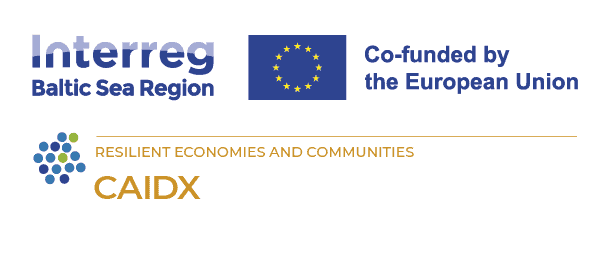 Interreg
Baltic Sea Region
Co-funded by
the European Union
RESILIENT ECONOMIES AND COMMUNITIES
CAIDX